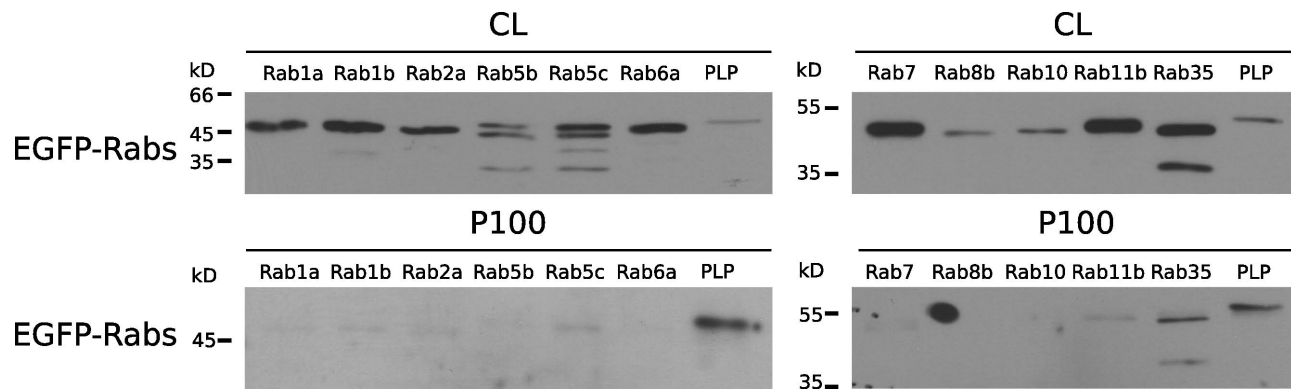 CL
kD Rab1a Rab1b Rab2a Rab5b Rab5c Rab6a PLP
66
45
35
EGFP-Rabs
CL
kD Rab7 Rab8b Rab10 Rab11b Rab35 PLP
55
35
P100
kD Rab1a Rab1b Rab2a Rab5b Rab5c Rab6a PLP
45
EGFP-Rabs
P100
kD Rab7 Rab8b Rab10 Rab11b Rab35 PLP
55
35